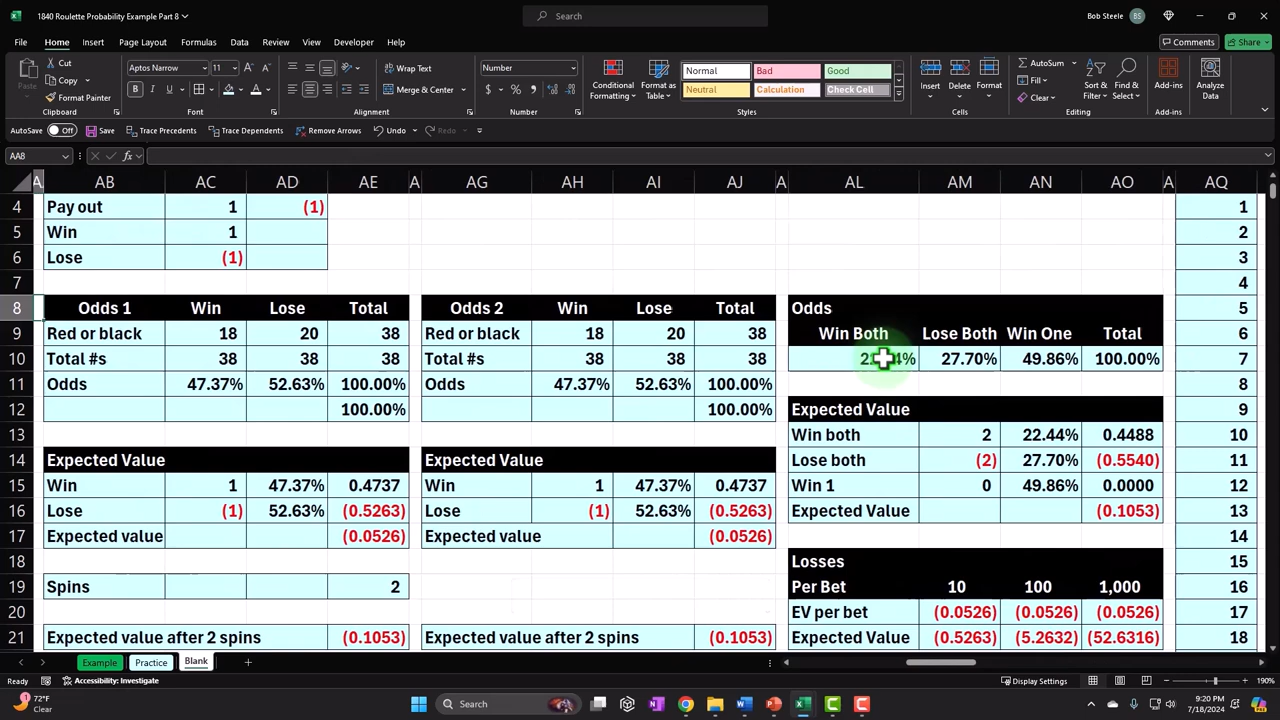 1840 Roulette Probability Example Part 8
Search
Bob Steele BS
File Home Insert Page Layout Formulas Data Review View Developer Help Comments Share
Paste Cut Copy Format Painter Clipboard
Aptos Narrow 11 Font
Wrap Text Merge & Center Alignment
Number Number
Conditional Formatting Format as Table
Normal Bad Good Neutral Calculation Check Cell Styles
Insert Delete Format Cells
AutoSum Fill Clear Sort & Filter Find & Select Editing
Add-ins Add-ins
Analyze Data
AutoSave Off Save Trace Precedents Trace Dependents Remove Arrows Undo Redo
AA8 fx
A AB AC AD AE A AG AH AI AJ A AL AM AN AO A AQ
4 Pay out 1 (1) 1
5 Win 1 2
6 Lose (1) 3
7 4
8 Odds 1 Win Lose Total Odds 2 Win Lose Total Odds 5
9 Red or black 18 20 38 Red or black 18 20 38 Win Both Lose Both Win One Total 6
10 Total #s 38 38 38 Total #s 38 38 38 27.70% 49.86% 100.00% 7
11 Odds 47.37% 52.63% 100.00% Odds 47.37% 52.63% 100.00% 8
12 100.00% 100.00% Expected Value 9
13 Win both 2 22.44% 0.4488 10
14 Expected Value Expected Value Lose both (2) 27.70% (0.5540) 11
15 Win 1 47.37% 0.4737 Win 1 47.37% 0.4737 Win 1 0 49.86% 0.0000 12
16 Lose (1) 52.63% (0.5263) Lose (1) 52.63% (0.5263) Expected Value (0.1053) 13
17 Expected value (0.0526) Expected value (0.0526) 14
18 Losses 15
19 Spins 2 Per Bet 10 100 1,000 16
20 EV per bet (0.0526) (0.0526) (0.0526) 17
21 Expected value after 2 spins (0.1053) Expected value after 2 spins (0.1053) Expected Value (0.5263) (5.2632) (52.6316) 18
Example Practice Blank
Ready Accessibility: Investigate Display Settings 190%
72°F
Clear
Search
9:20 PM
7/18/2024